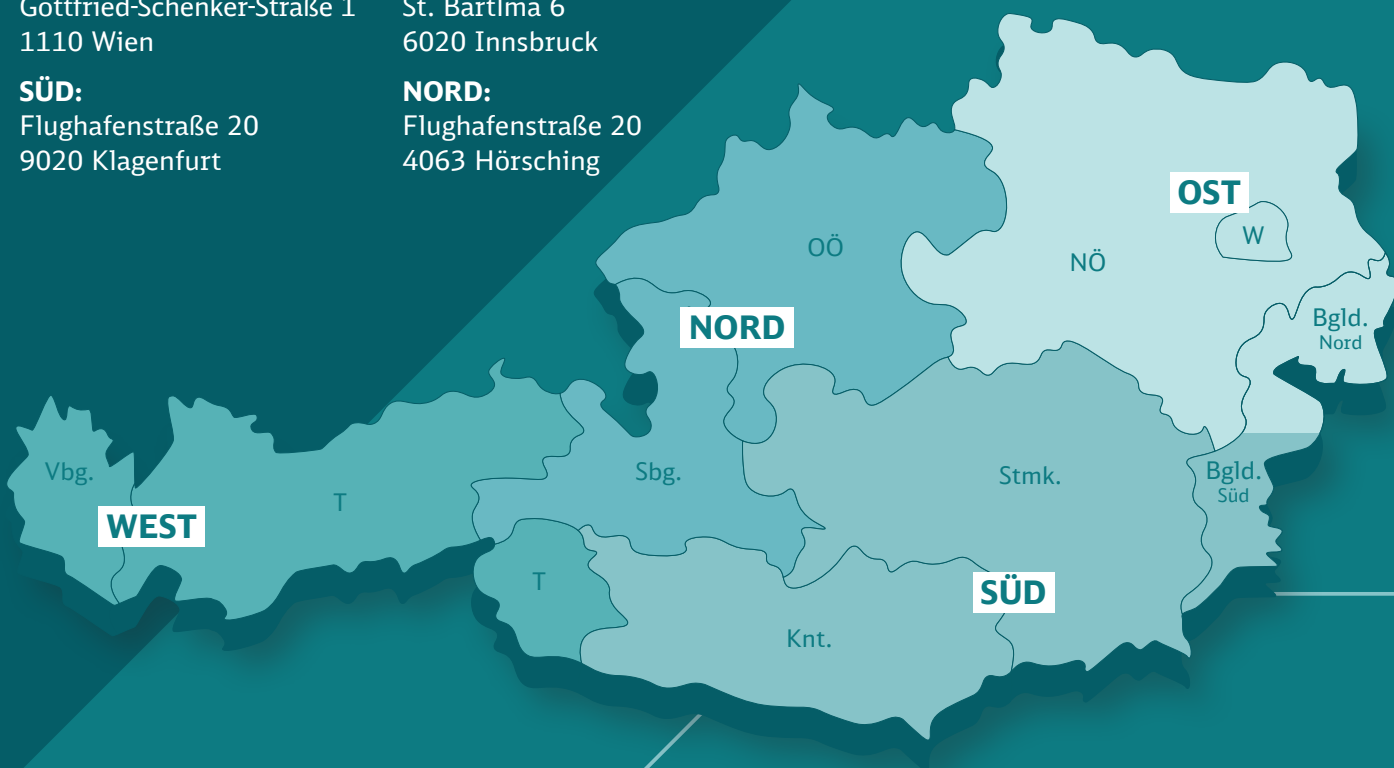 Gottfried-Schenker-Straße 1
1110 Wien
SÜD:
Flughafenstraße 20
9020 Klagenfurt
St. Bartlmä 6
6020 Innsbruck
NORD:
Flughafenstraße 20
4063 Hörsching
OST
W
OÖ
NÖ
NORD
Bgld.
Nord
Vbg.
T
WEST
Sbg.
Stmk.
Bgld.
Süd
T
SÜD
Knt.